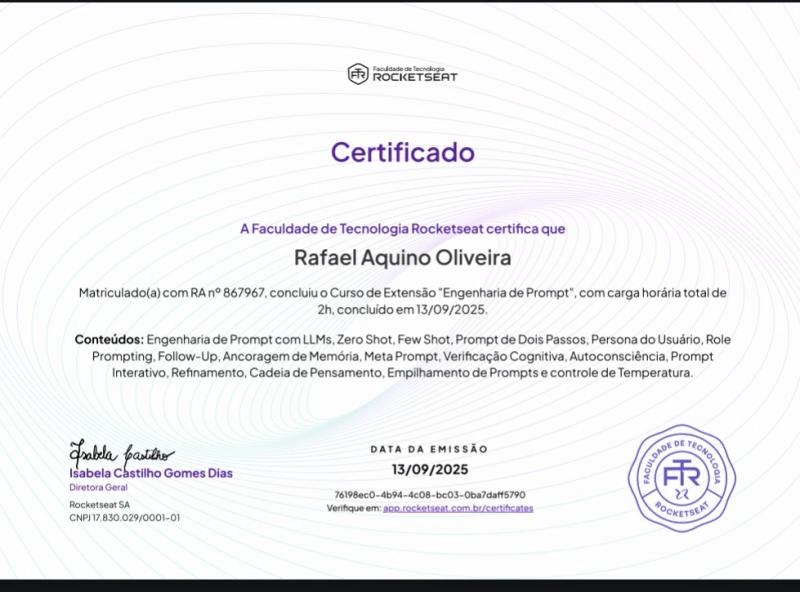 Faculdade de Tecnologia
ROCKETSEAT
Certificado
A Faculdade de Tecnologia Rocketseat certifica que
Rafael Aquino Oliveira
Matriculado(a) com RA nº 867967, concluiu o Curso de Extensão "Engenharia de Prompt", com carga horária total de
2h, concluído em 13/09/2025.
Conteúdos: Engenharia de Prompt com LLMs, Zero Shot, Few Shot, Prompt de Dois Passos, Persona do Usuário, Role
Prompting, Follow-Up, Ancoragem de Memória, Meta Prompt, Verificação Cognitiva, Autoconsciência, Prompt
Interativo, Refinamento, Cadeia de Pensamento, Empilhamento de Prompts e controle de Temperatura.
Isabela Castilho
Isabela Castilho Gomes Dias
Diretora Geral
Rocketseat SA
CNPJ 17.830.029/0001-01
DATA DA EMISSÃO
13/09/2025
76198ec0-4b94-4c08-bc03-0ba7daff5790
Verifique em: app.rocketseat.com.br/certificates
FACULDADE DE TECNOLOGIA
FTR
ROCKETSEAT